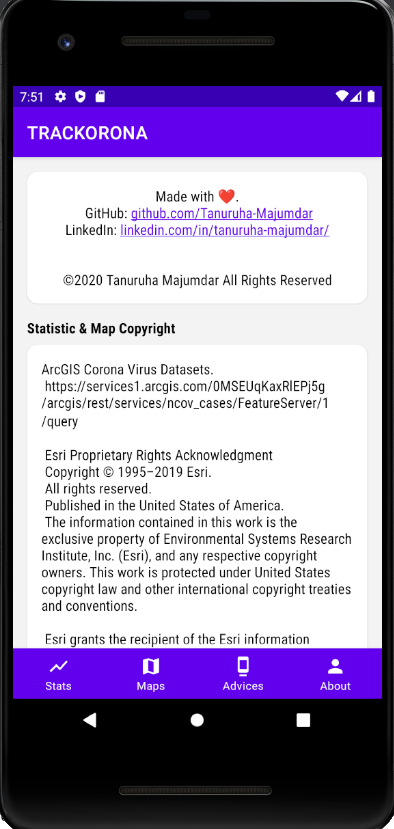 7:51
TRACKORONA
Made with ❤️.
GitHub: github.com/Tanuruha-Majumdar
LinkedIn: linkedin.com/in/tanuruha-majumdar/
©2020 Tanuruha Majumdar All Rights Reserved
Statistic & Map Copyright
ArcGIS Corona Virus Datasets.
https://services1.arcgis.com/0MSEUqKaxRlEPj5g
/arcgis/rest/services/ncov_cases/FeatureServer/1
/query
Esri Proprietary Rights Acknowledgment
Copyright © 1995–2019 Esri.
All rights reserved.
Published in the United States of America.
The information contained in this work is the
exclusive property of Environmental Systems Research
Institute, Inc. (Esri), and any respective copyright
owners. This work is protected under United States
copyright law and other international copyright treaties
and conventions.
Esri grants the recipient of the Esri information
Stats
Maps
Advices
About